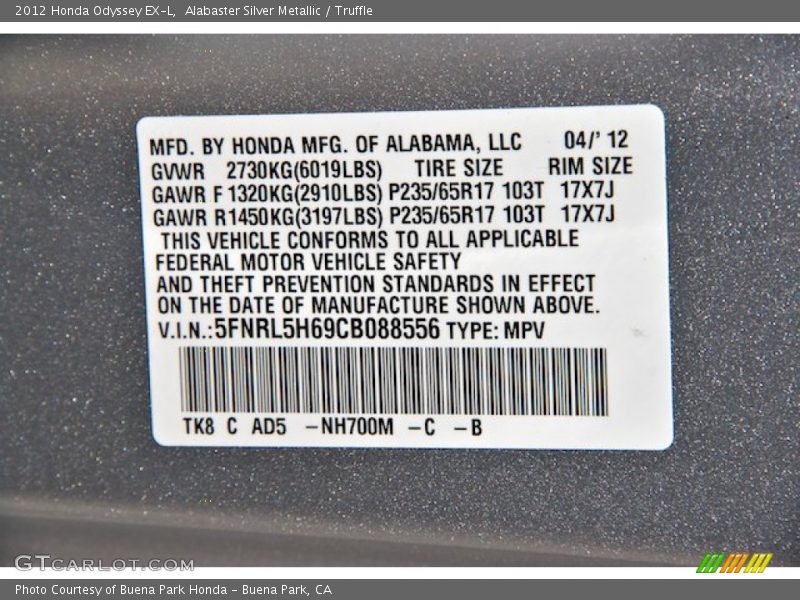 2012 Honda Odyssey EX-L,  Alabaster Silver Metallic / Truffle
MFD. BY HONDA MFG. OF ALABAMA, LLC 04/' 12
GVWR 2730KG(6019LBS) TIRE SIZE RIM SIZE
GAWR F 1320KG(2910LBS) P235/65R17 103T 17X7J
GAWR R1450KG(3197LBS) P235/65R17 103T 17X7J
THIS VEHICLE CONFORMS TO ALL APPLICABLE
FEDERAL MOTOR VEHICLE SAFETY
AND THEFT PREVENTION STANDARDS IN EFFECT
ON THE DATE OF MANUFACTURE SHOWN ABOVE.
V.I.N.:5FNRL5H69CB088556 TYPE: MPV
TK8 C AD5 -NH700M -C -B
GTCARLOT.COM
Photo Courtesy of Buena Park Honda - Buena Park, CA